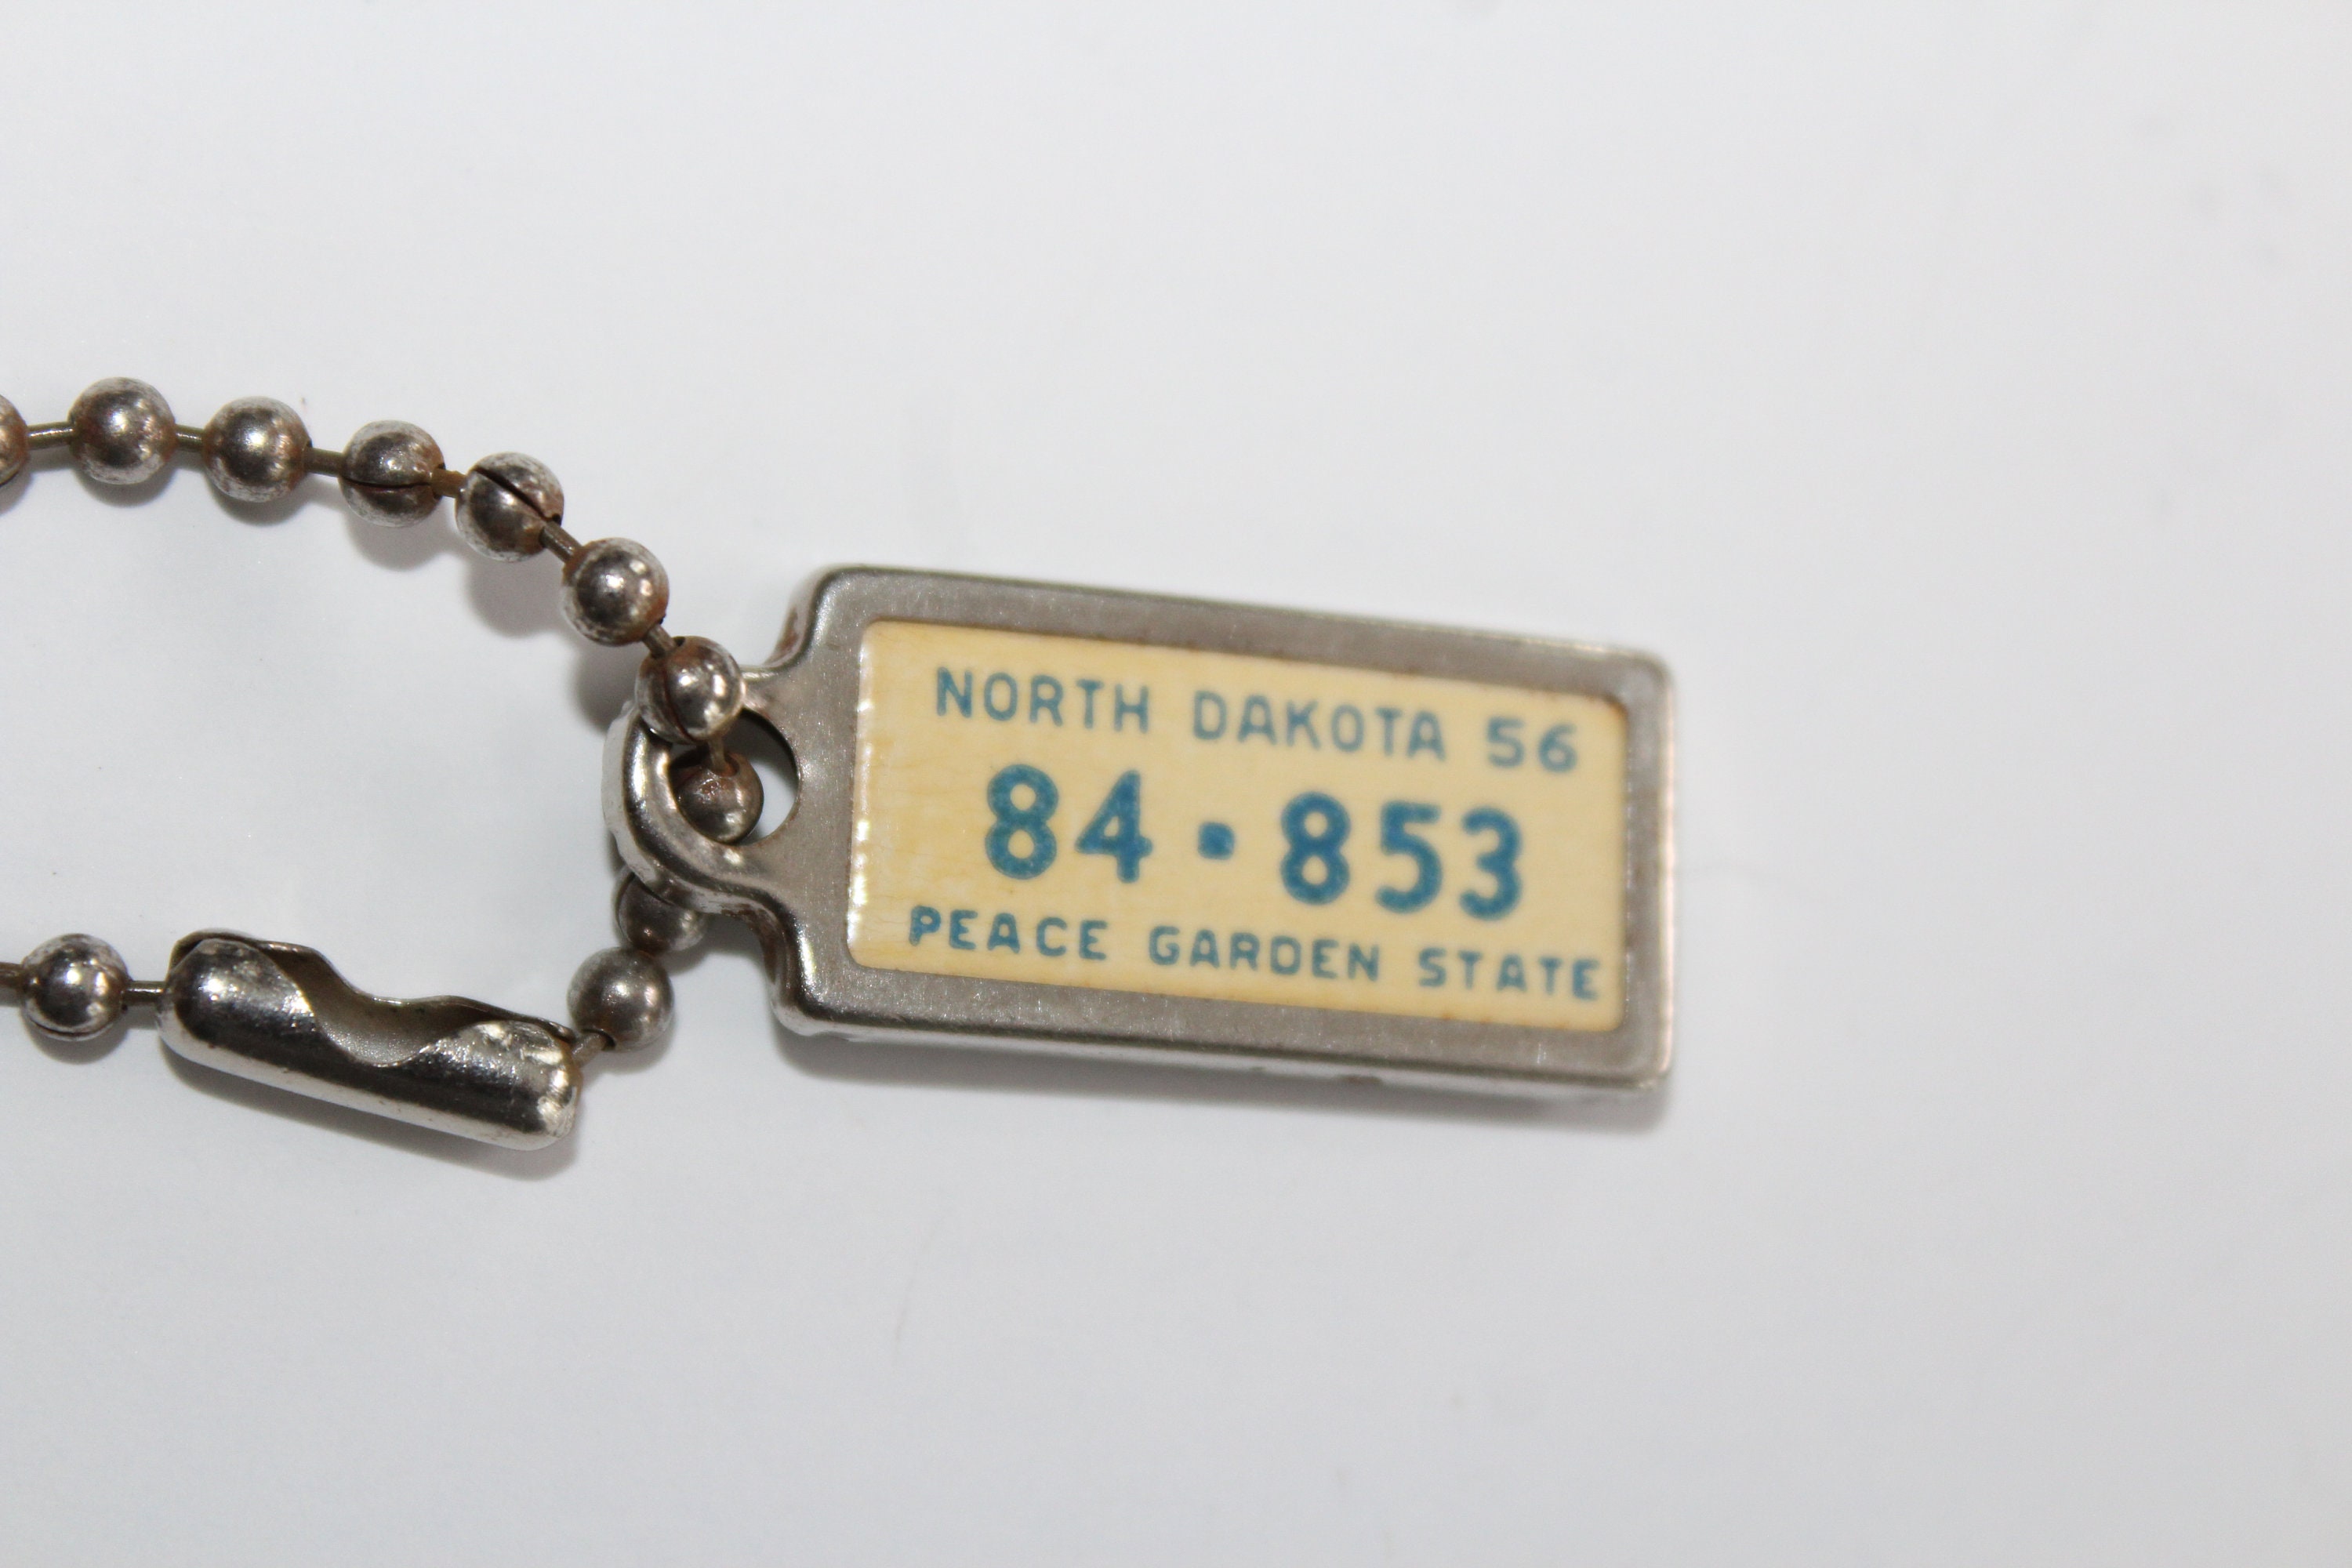 NORTH DAKOTA 56
84▪853
PEACE GARDEN STATE